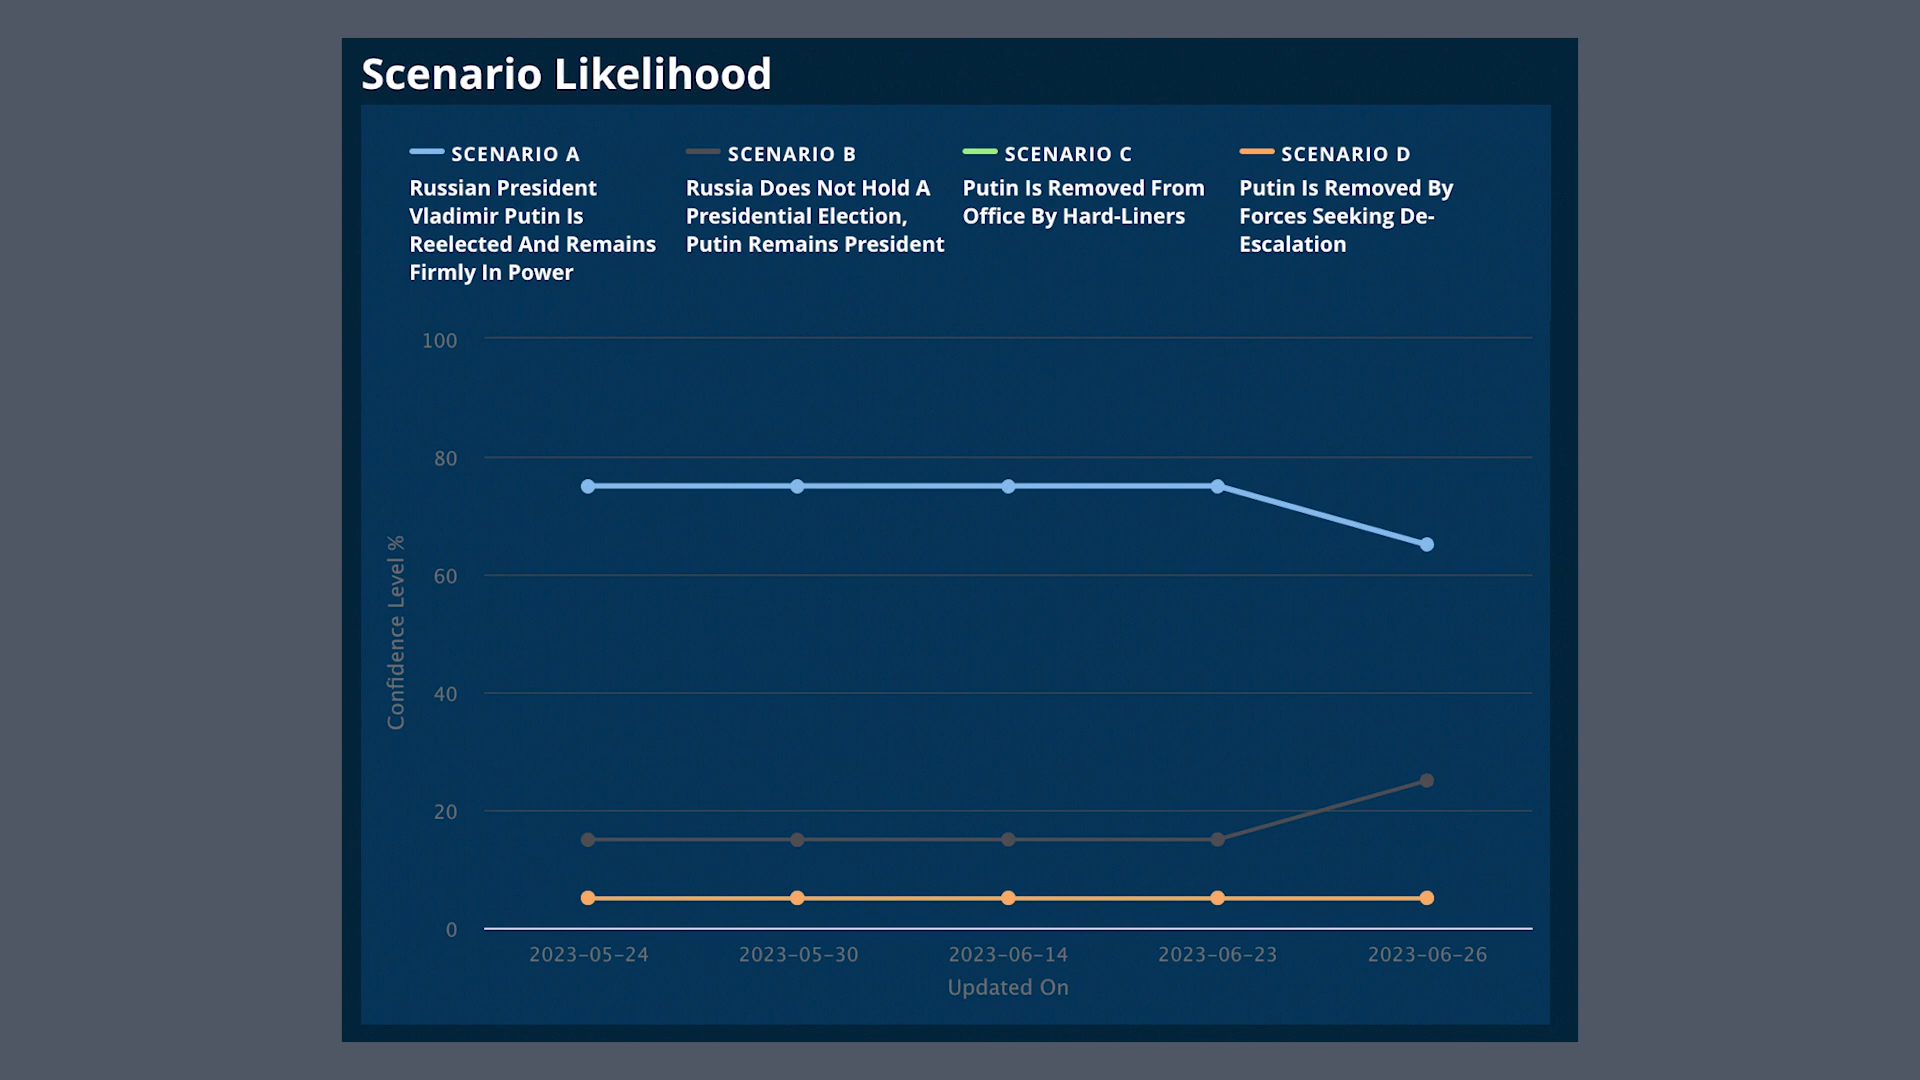 Scenario Likelihood
SCENARIO A
Russian President
Vladimir Putin Is
Reelected And Remains
Firmly In Power
SCENARIO B
Russia Does Not Hold A
Presidential Election,
Putin Remains President
SCENARIO C
Putin Is Removed From
Office By Hard-Liners
SCENARIO D
Putin Is Removed By
Forces Seeking De-
Escalation
Confidence Level %
100
80
60
40
20
0
2023-05-24
2023-05-30
2023-06-14
2023-06-23
2023-06-26
Updated On